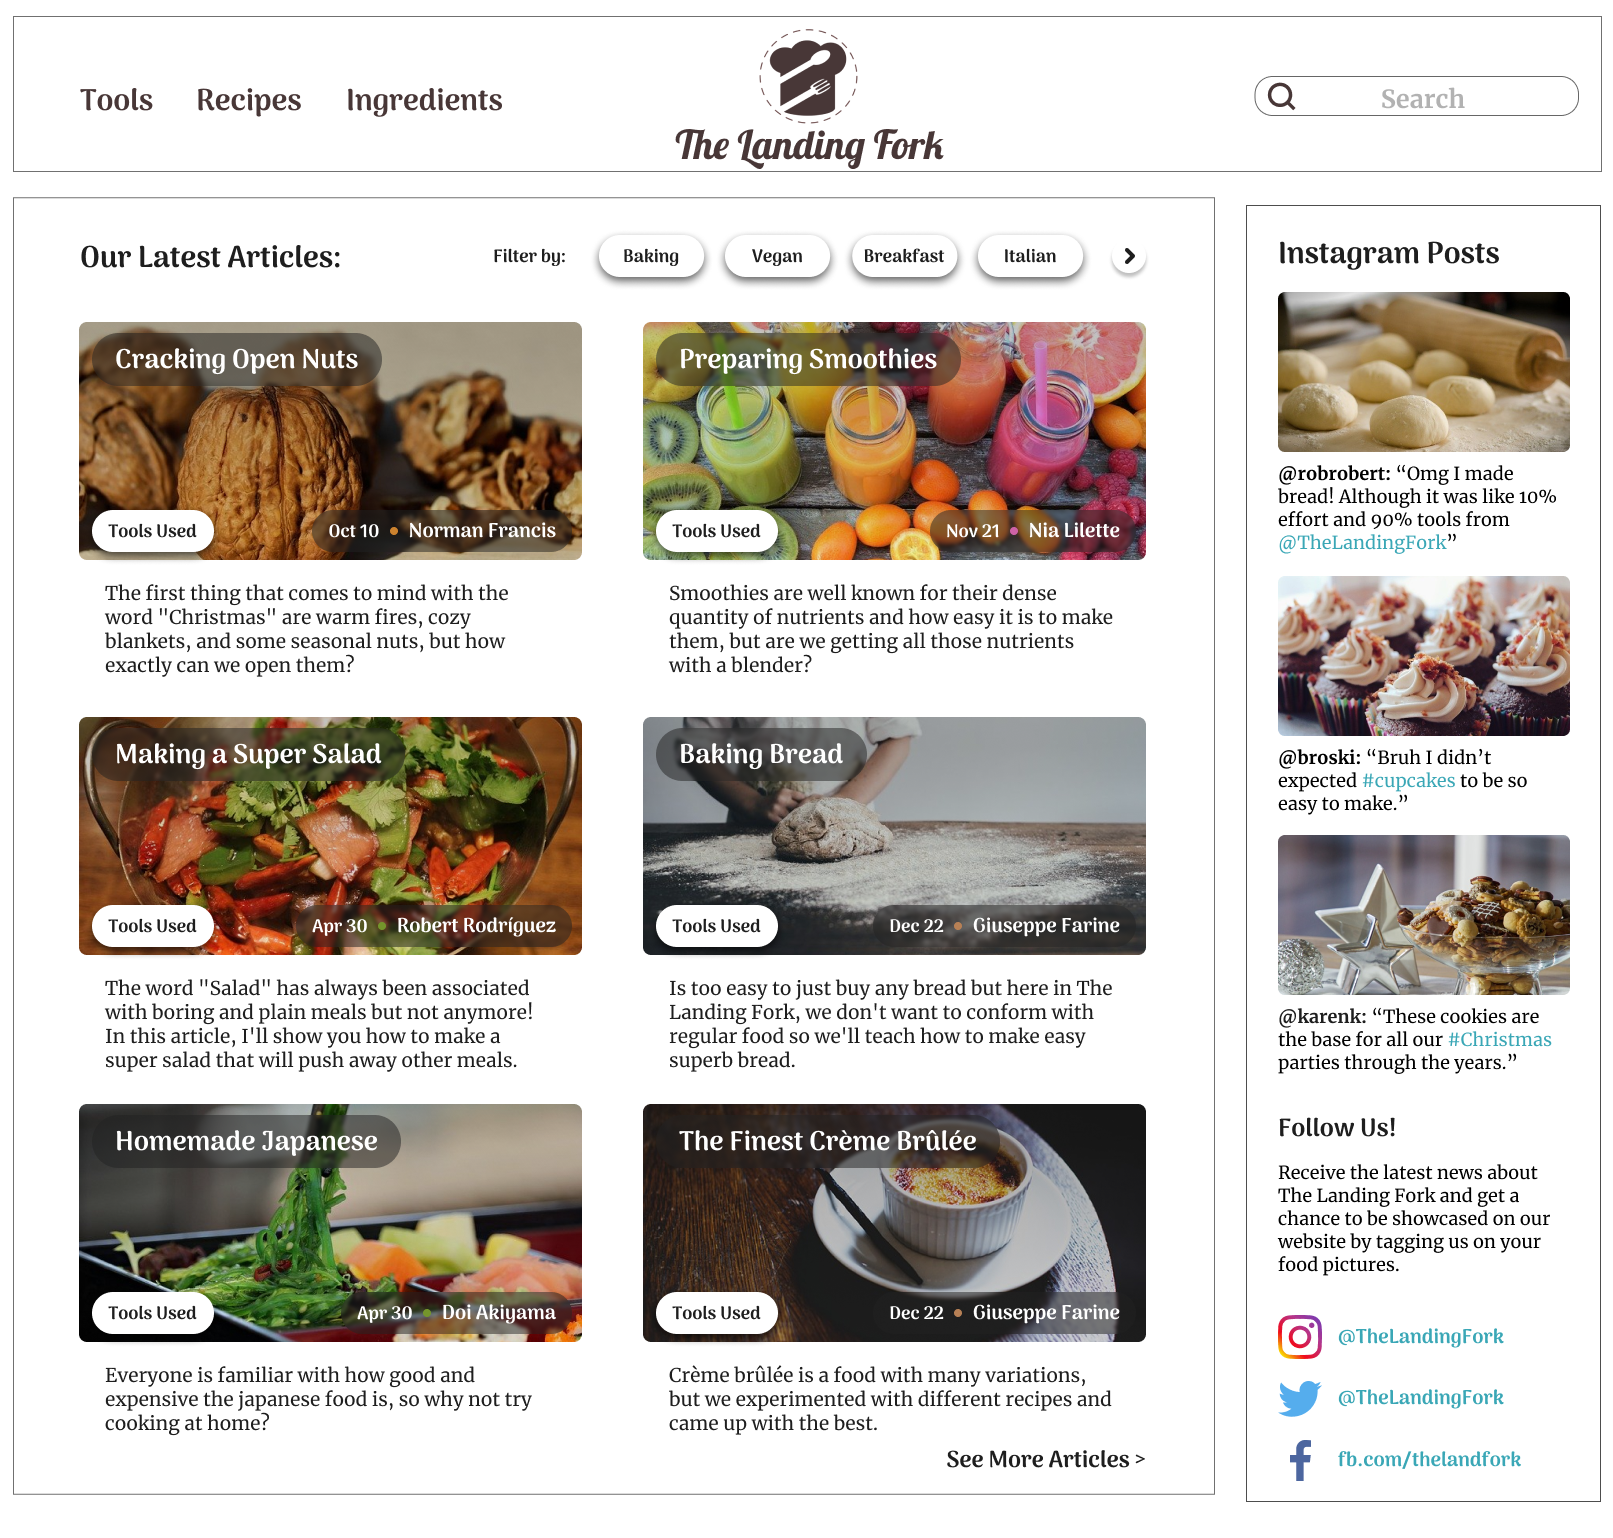 Tools
Recipes
Ingredients
The Landing Fork
Search
Our Latest Articles:
Filter by:
Baking
Vegan
Breakfast
Italian
Cracking Open Nuts
Tools Used
Oct 10 • Norman Francis
The first thing that comes to mind with the
word "Christmas" are warm fires, cozy
blankets, and some seasonal nuts, but how
exactly can we open them?
Preparing Smoothies
Tools Used
Nov 21 • Nia Lilette
Smoothies are well known for their dense
quantity of nutrients and how easy it is to make
them, but are we getting all those nutrients
with a blender?
Making a Super Salad
Tools Used
Apr 30 • Robert Rodríguez
The word "Salad" has always been associated
with boring and plain meals but not anymore!
In this article, I'll show you how to make a
super salad that will push away other meals.
Baking Bread
Tools Used
Dec 22 • Giuseppe Farine
Is too easy to just buy any bread but here in The
Landing Fork, we don't want to conform with
regular food so we'll teach how to make easy
superb bread.
Homemade Japanese
Tools Used
Apr 30 • Doi Akiyama
Everyone is familiar with how good and
expensive the japanese food is, so why not try
cooking at home?
The Finest Crème Brûlée
Tools Used
Dec 22 • Giuseppe Farine
Crème brûlée is a food with many variations,
but we experimented with different recipes and
came up with the best.
See More Articles >
Instagram Posts
@robrobert: “Omg I made
bread! Although it was like 10%
effort and 90% tools from
@TheLandingFork”
@broski: “Bruh I didn’t
expected #cupcakes to be so
easy to make.”
@karenk: “These cookies are
the base for all our #Christmas
parties through the years.”
Follow Us!
Receive the latest news about
The Landing Fork and get a
chance to be showcased on our
website by tagging us on your
food pictures.
@TheLandingFork
@TheLandingFork
fb.com/thelandfork